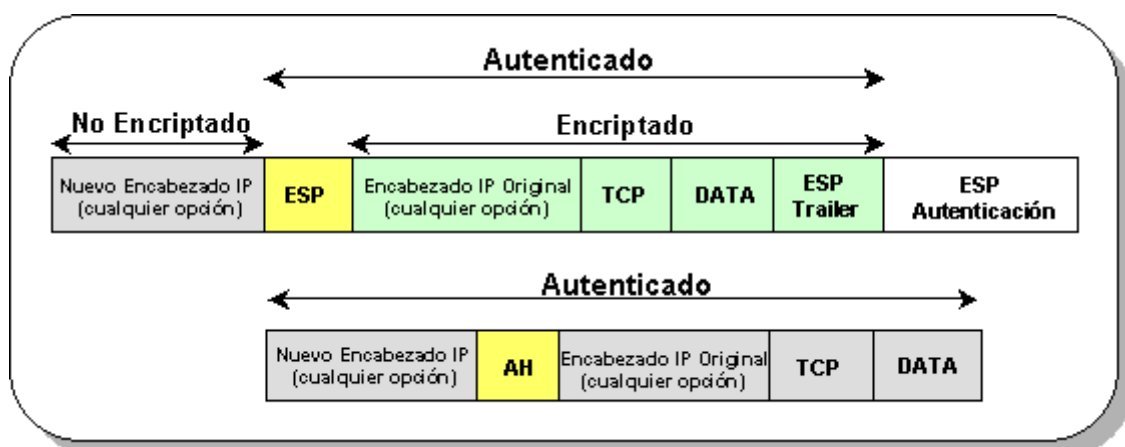 Autenticado
No Encriptado
Encriptado
Nuevo Encabezado IP
(cualquier opción)
ESP
Encabezado IP Original
(cualquier opción)
TCP
DATA
ESP
Trailer
ESP
Autenticación
Autenticado
Nuevo Encabezado IP
(cualquier opción)
AH
Encabezado IP Original
(cualquier opción)
TCP
DATA